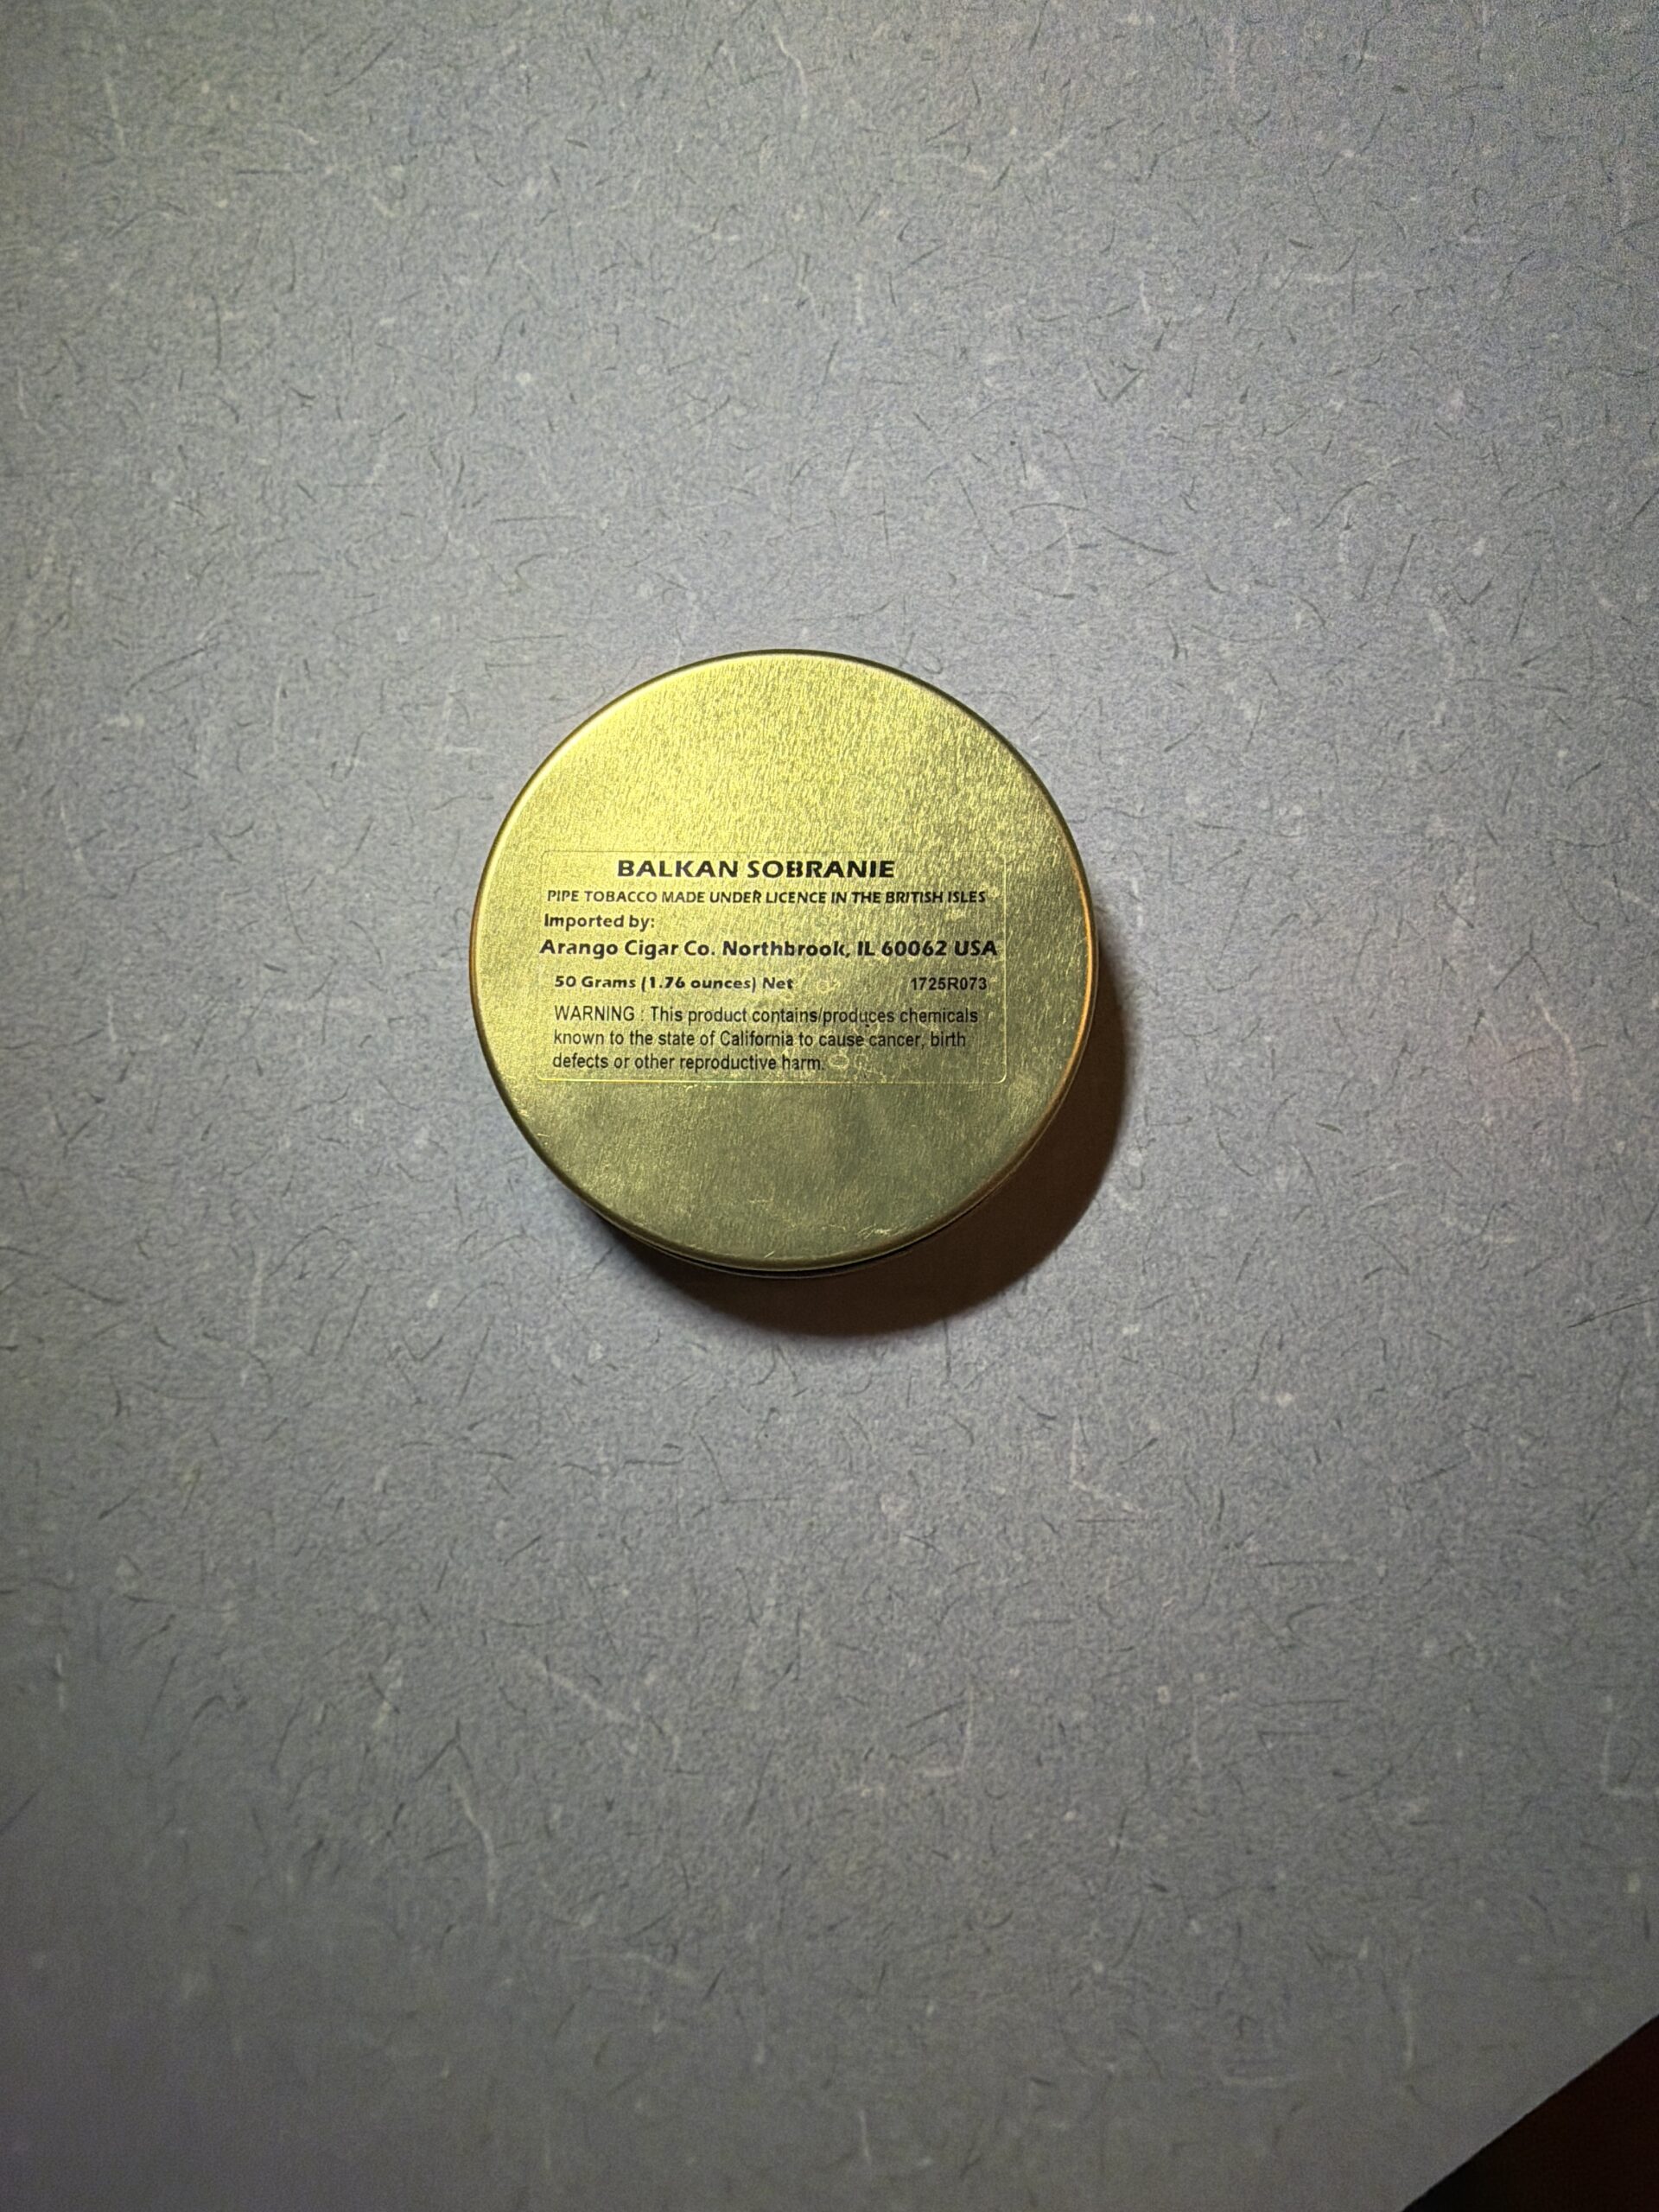 BALKAN SOBRANIE
PIPE TOBACCO MADE UNDER LICENCE IN THE BRITISH ISLES
Imported by:
Arango Cigar Co. Northbrook, IL 60062 USA
50 Grams (1.76 ounces) Net 1725R073
WARNING : This product contains/produces chemicals
known to the state of California to cause cancer, birth
defects or other reproductive harm.